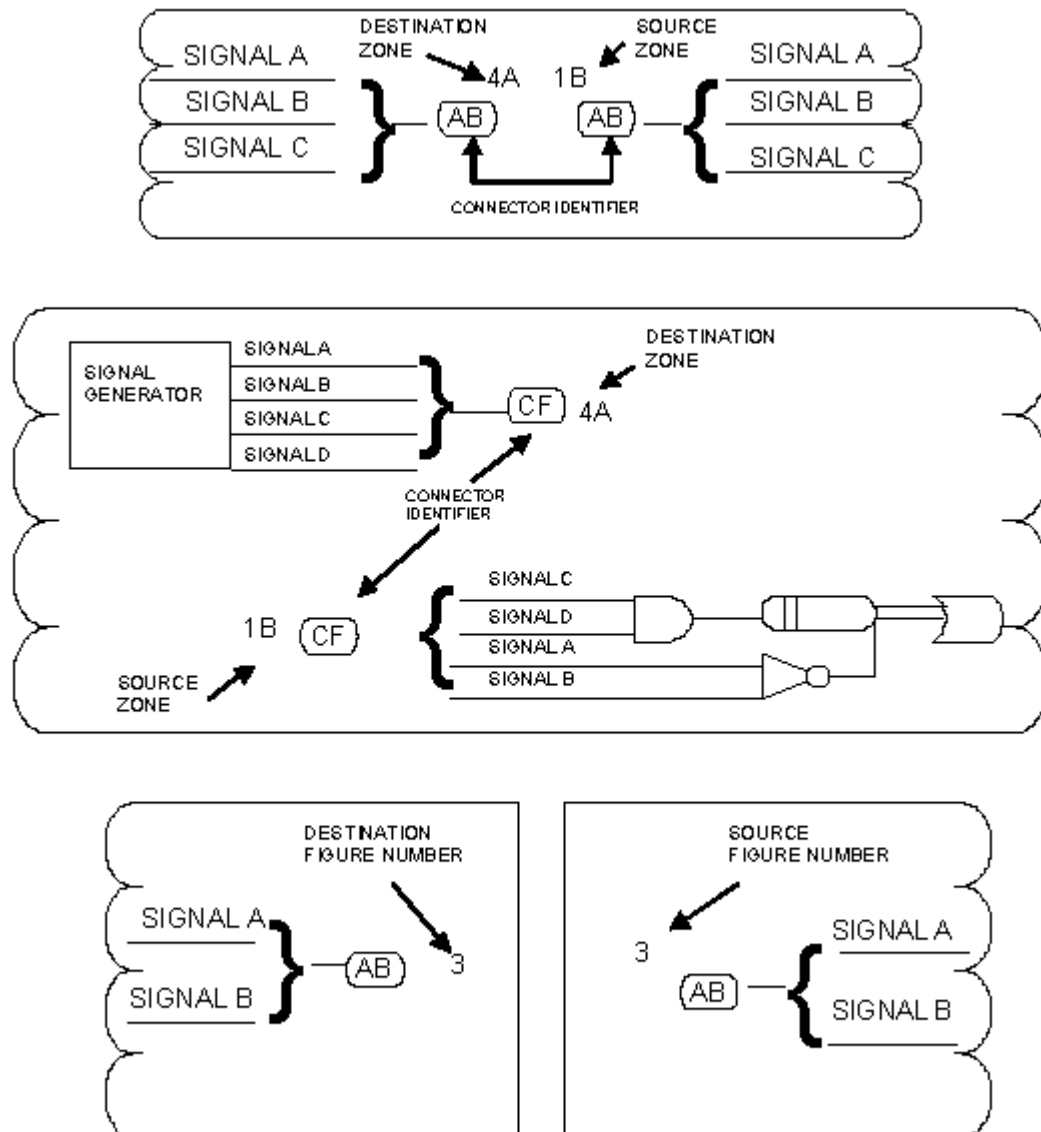 DESTINATION
ZONE
SOURCE
ZONE
SIGNAL A
SIGNAL A
4A
1B
SIGNAL B
AB
AB
SIGNAL B
SIGNAL C
SIGNAL C
CONNECTOR IDENTIFIER
DESTINATION
ZONE
SIGNAL A
SIGNAL
GENERATOR
SIGNAL B
CF
4A
SIGNAL C
SIGNAL D
CONNECTOR
IDENTIFIER
SIGNAL C
SIGNAL D
1B
CF
SIGNAL A
SIGNAL B
SOURCE
ZONE
DESTINATION
FIGURE NUMBER
SIGNAL A
3
AB
SIGNAL B
SOURCE
FIGURE NUMBER
SIGNAL A
3
AB
SIGNAL B